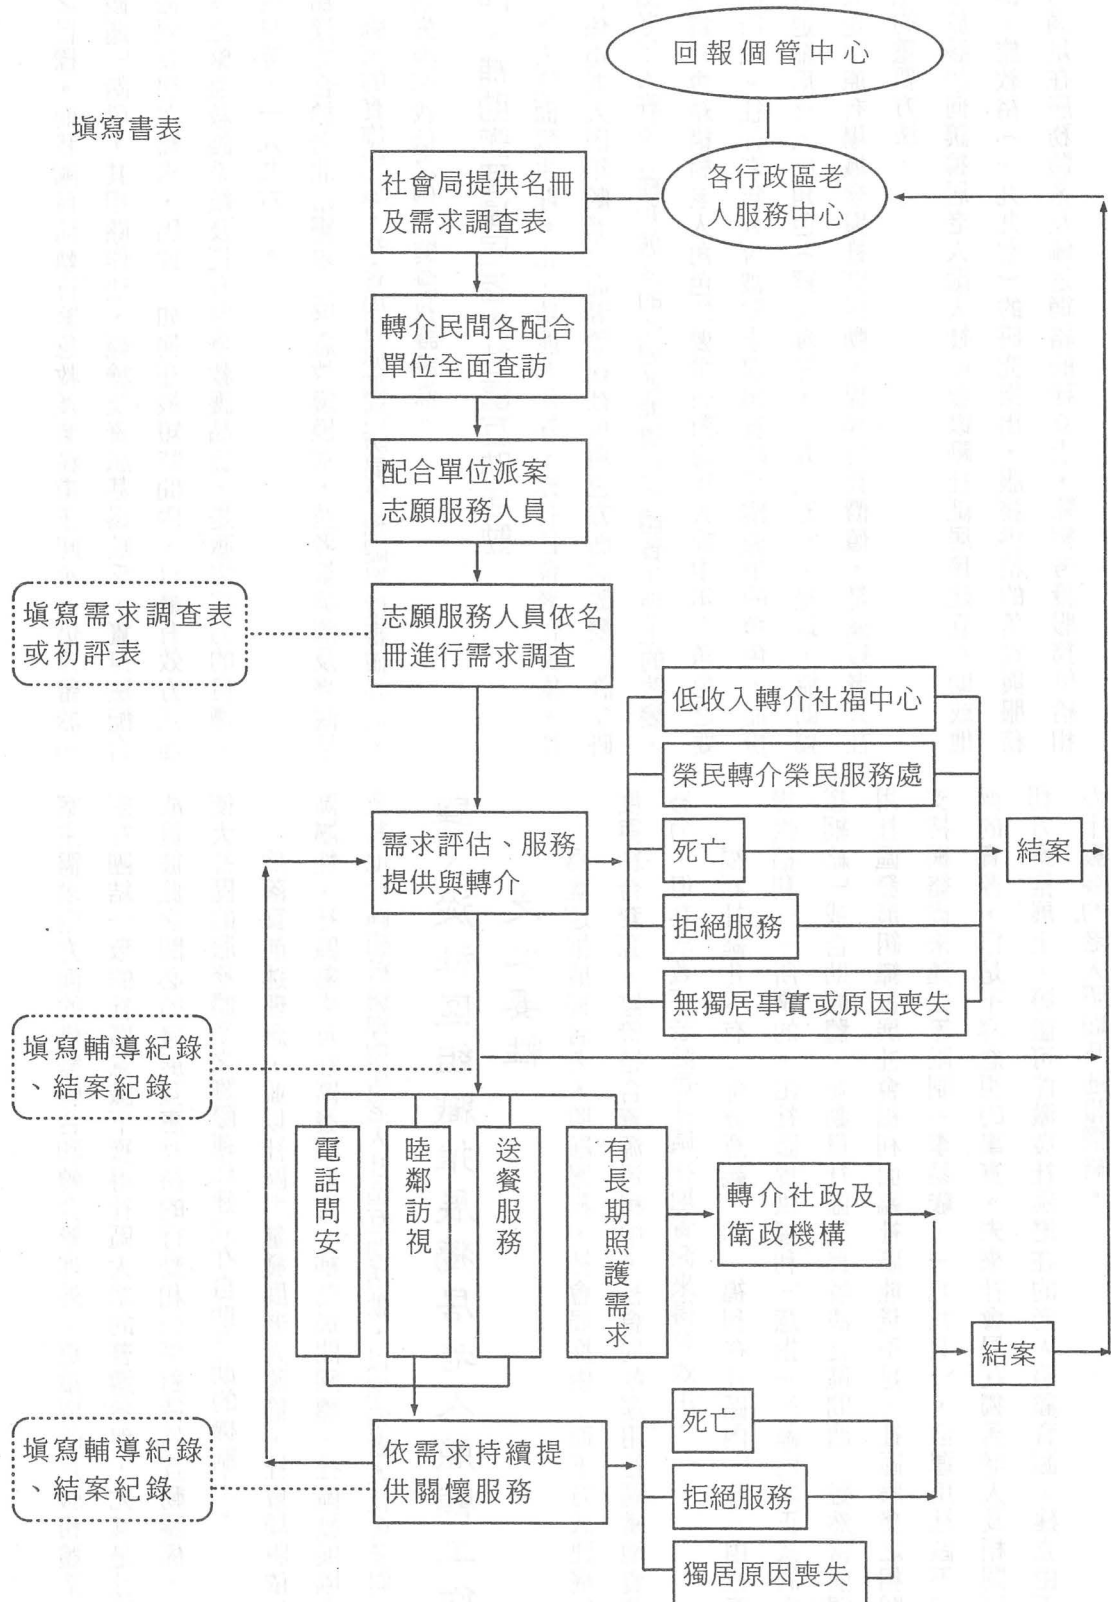 回報個管中心
填寫書表
社會局提供名冊
及需求調查表
各行政區老
人服務中心
轉介民間各配合
單位全面查訪
配合單位派案
志願服務人員
填寫需求調查表
或初評表
志願服務人員依名
冊進行需求調查
低收入轉介社福中心
榮民轉介榮民服務處
需求評估、服務
提供與轉介
死亡
結案
拒絕服務
無獨居事實或原因喪失
填寫輔導紀錄
、結案紀錄
電話問安
睦鄰訪視
送餐服務
有長期照護需求
轉介社政及
衛政機構
結案
填寫輔導紀錄
、結案紀錄
依需求持續提
供關懷服務
死亡
拒絕服務
獨居原因喪失